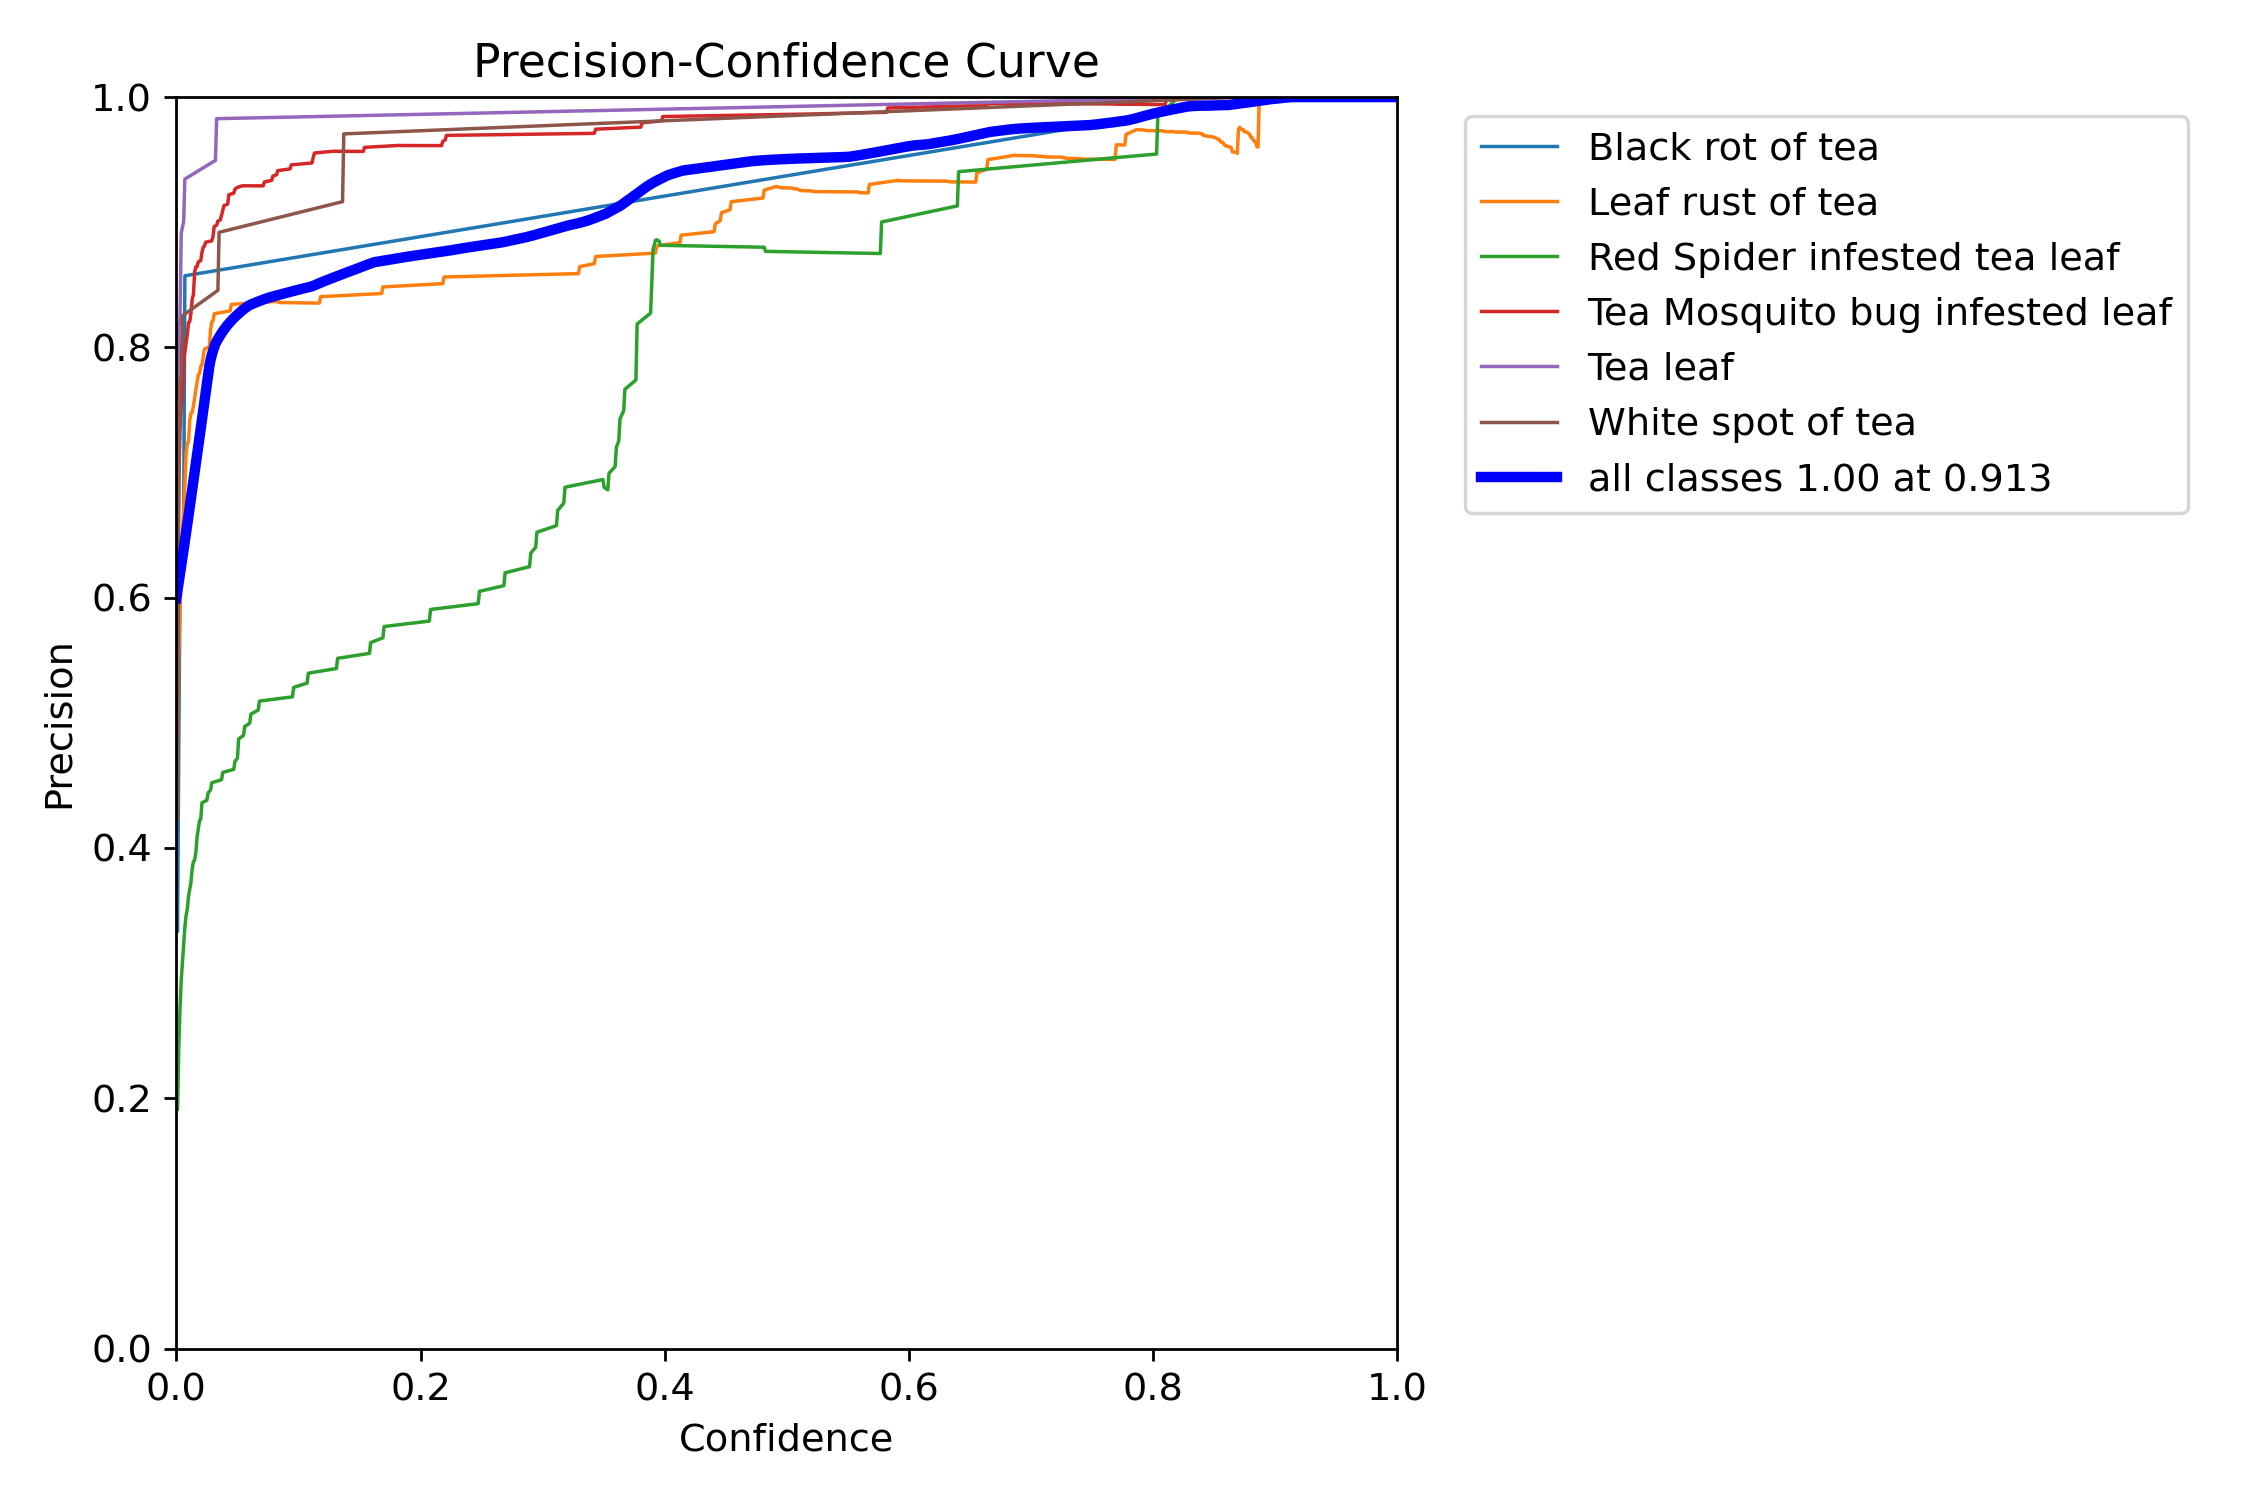 Precision-Confidence Curve
1.0
0.8
0.6
0.4
0.2
0.0
Precision
0.0
0.2
0.4
0.6
0.8
1.0
Confidence
Black rot of tea
Leaf rust of tea
Red Spider infested tea leaf
Tea Mosquito bug infested leaf
Tea leaf
White spot of tea
all classes 1.00 at 0.913